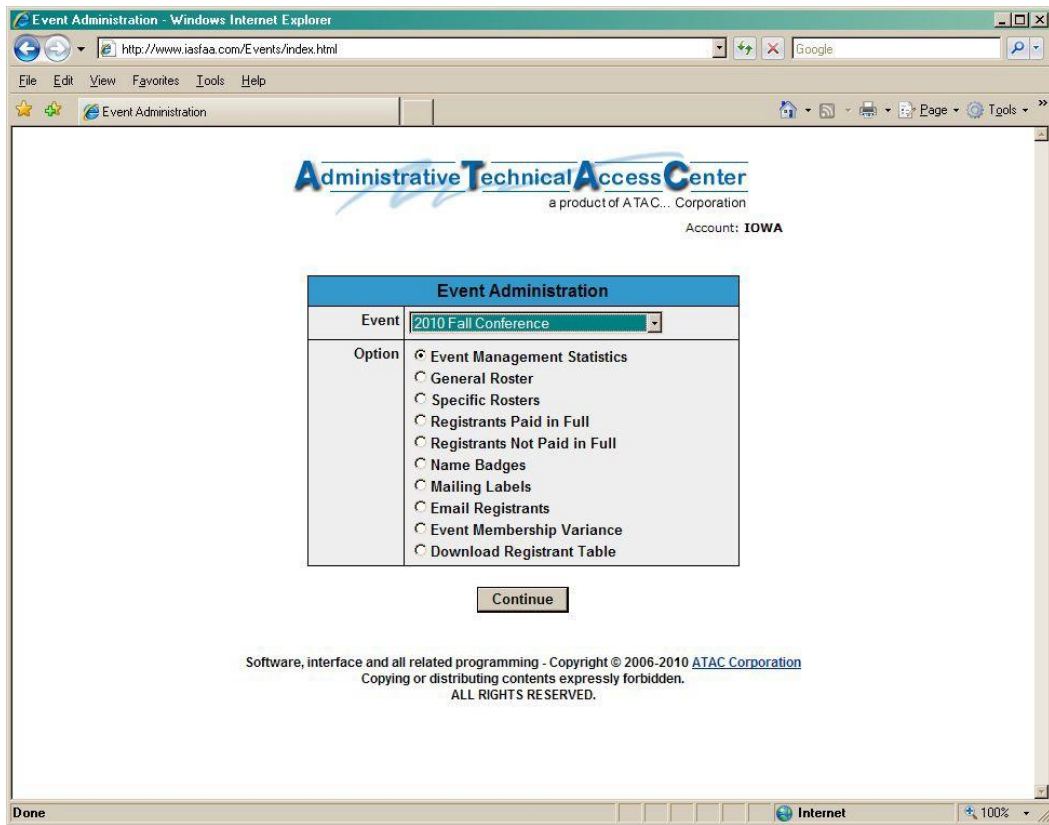 Event Administration - Windows Internet Explorer
http://www.iasfaa.com/Events/index.html
Google
File Edit View Favorites Tools Help
Event Administration
Page Tools »
Administrative Technical Access Center
a product of ATAC... Corporation
Account: IOWA
Event Administration
Event 2010 Fall Conference
Option Event Management Statistics
General Roster
Specific Rosters
Registrants Paid in Full
Registrants Not Paid in Full
Name Badges
Mailing Labels
Email Registrants
Event Membership Variance
Download Registrant Table
Continue
Software, interface and all related programming - Copyright © 2006-2010 ATAC Corporation
Copying or distributing contents expressly forbidden.
ALL RIGHTS RESERVED.
Done Internet 100%